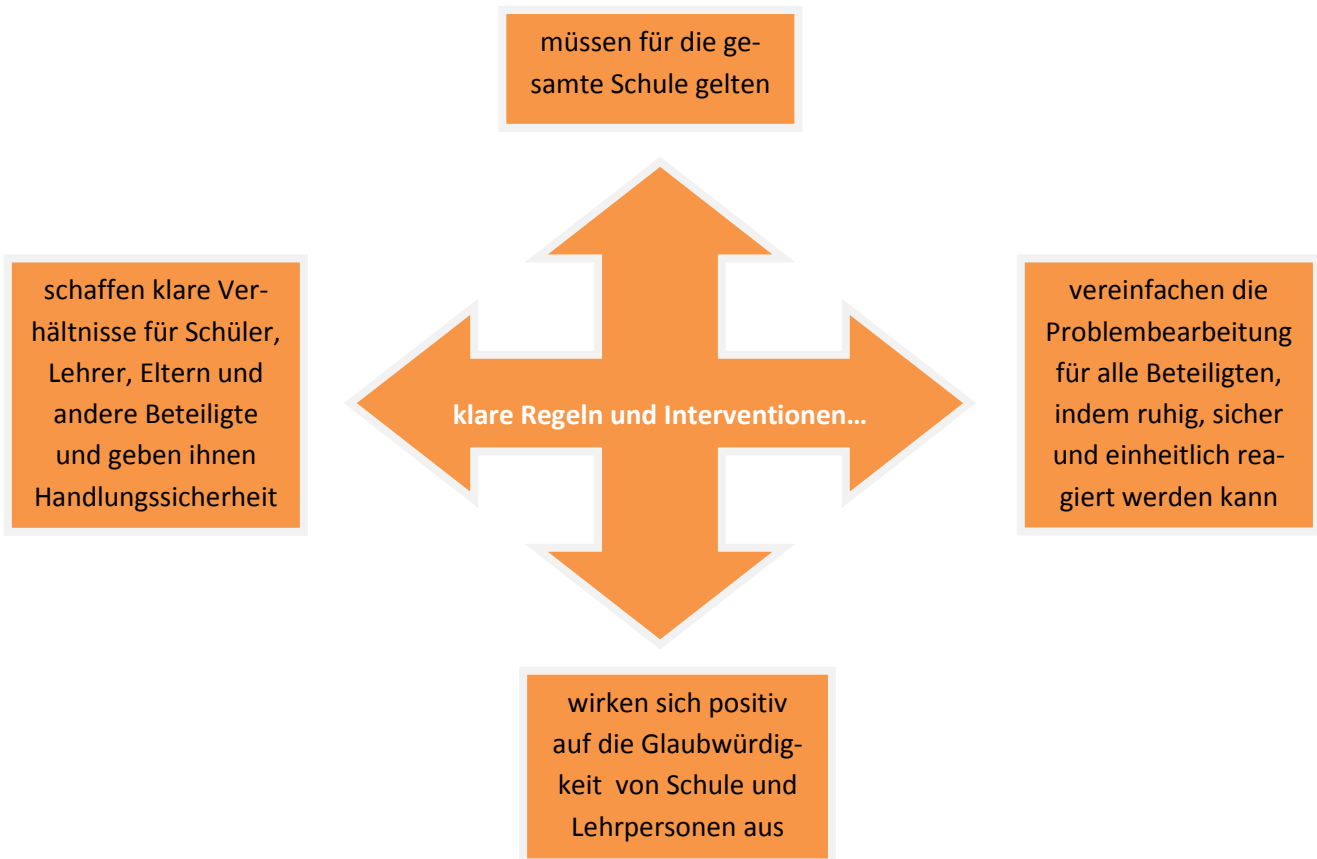 müssen für die ge-
samte Schule gelten
schaffen klare Ver-
hältnisse für Schüler,
Lehrer, Eltern und
andere Beteiligte
und geben ihnen
Handlungssicherheit
klare Regeln und Interventionen…
vereinfachen die
Problembearbeitung
für alle Beteiligten,
indem ruhig, sicher
und einheitlich rea-
giert werden kann
wirken sich positiv
auf die Glaubwürdig-
keit  von Schule und
Lehrpersonen aus